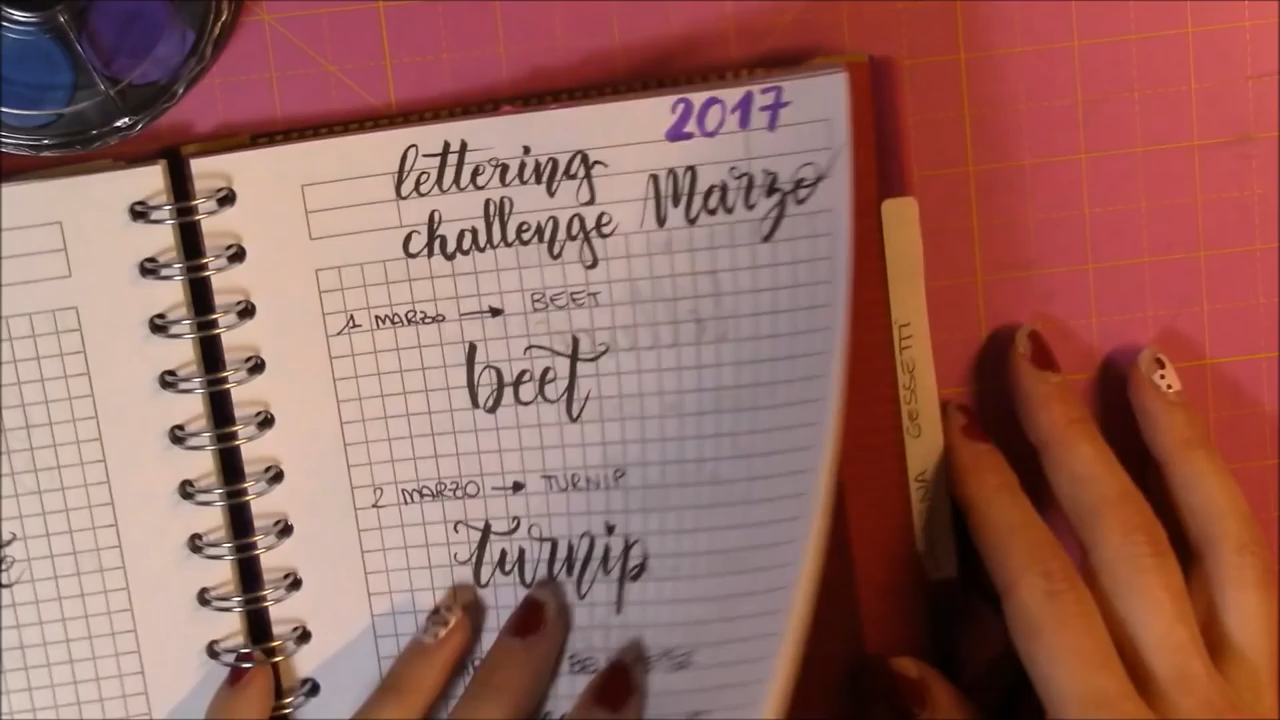 2017
lettering
challenge Marzo
1 MARZO → BEET
beet
2 MARZO → TURNIP
turnip
GESSETTI